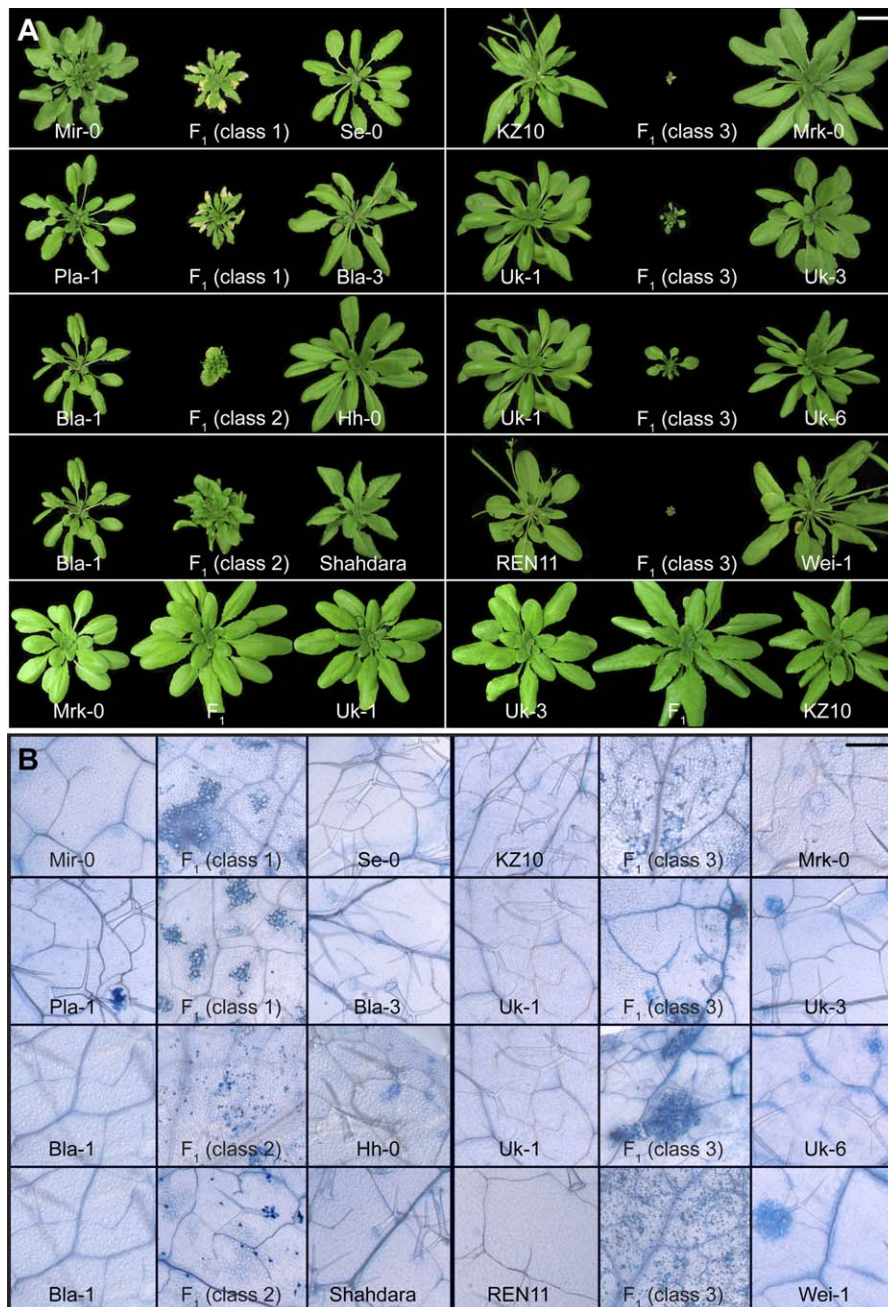 A
Mir-0 F₁ (class 1) Se-0 KZ10 F₁ (class 3) Mrk-0
Pla-1 F₁ (class 1) Bla-3 Uk-1 F₁ (class 3) Uk-3
Bla-1 F₁ (class 2) Hh-0 Uk-1 F₁ (class 3) Uk-6
Bla-1 F₁ (class 2) Shahdara REN11 F₁ (class 3) Wei-1
Mrk-0 F₁ Uk-1 Uk-3 F₁ KZ10
B
Mir-0 F₁ (class 1) Se-0 KZ10 F₁ (class 3) Mrk-0
Pla-1 F₁ (class 1) Bla-3 Uk-1 F₁ (class 3) Uk-3
Bla-1 F₁ (class 2) Hh-0 Uk-1 F₁ (class 3) Uk-6
Bla-1 F₁ (class 2) Shahdara REN11 F₁ (class 3) Wei-1